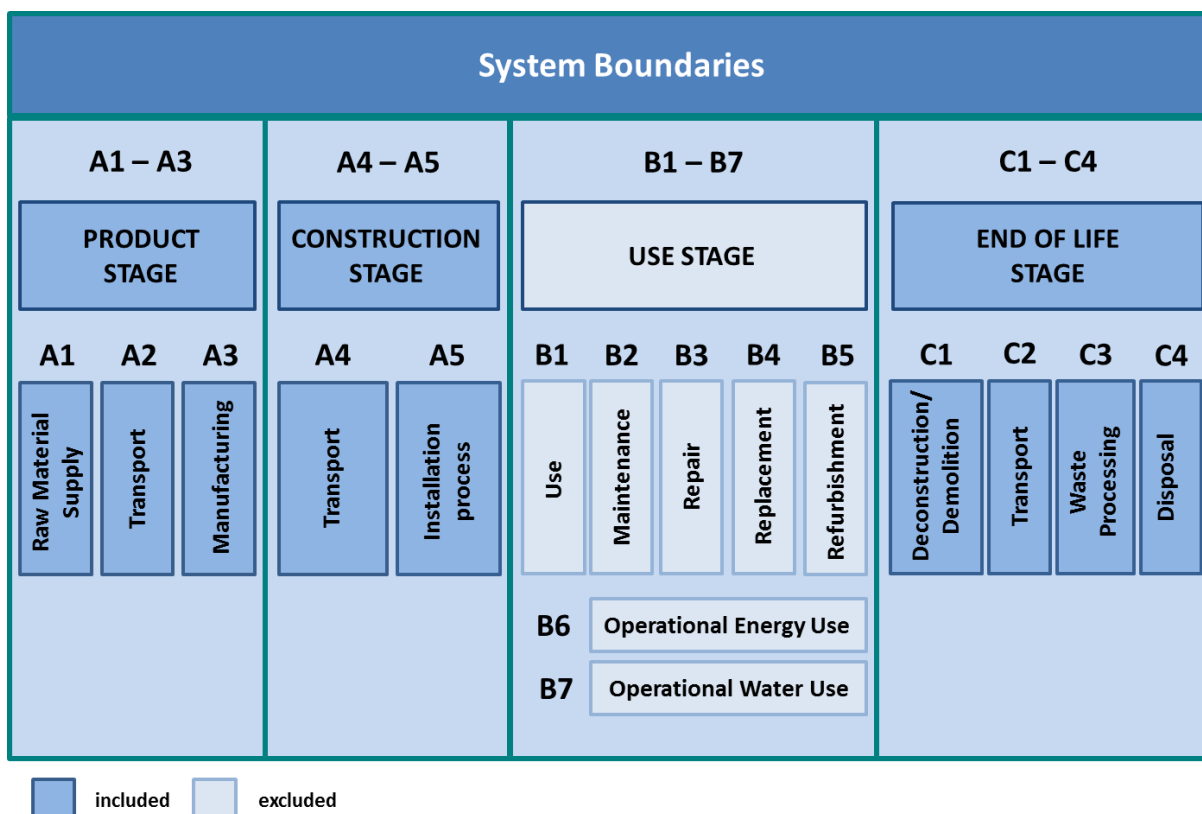 System Boundaries
A1 – A3
A4 – A5
B1 – B7
C1 – C4
PRODUCT
STAGE
CONSTRUCTION
STAGE
USE STAGE
END OF LIFE
STAGE
A1
A2
A3
A4
A5
B1
B2
B3
B4
B5
C1
C2
C3
C4
Raw Material
Supply
Transport
Manufacturing
Transport
Installation
process
Use
Maintenance
Repair
Replacement
Refurbishment
Deconstruction/
Demolition
Transport
Waste
Processing
Disposal
B6
Operational Energy Use
B7
Operational Water Use
included
excluded